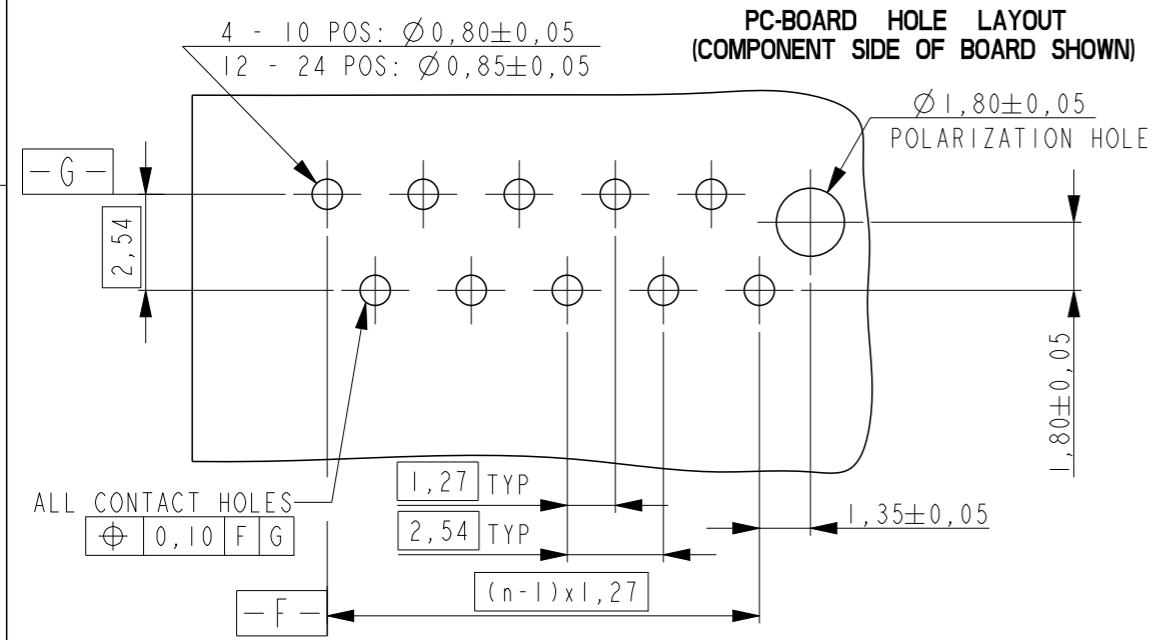 PC-BOARD HOLE LAYOUT
(COMPONENT SIDE OF BOARD SHOWN)
4 - 10 POS: Ø0,80±0,05
12 - 24 POS: Ø0,85±0,05
Ø1,80±0,05
POLARIZATION HOLE
-G-
2,54
1,80±0,05
ALL CONTACT HOLES
⌖ 0,10 F G
1,27 TYP
2,54 TYP
1,35±0,05
(n-1)x1,27
-F-